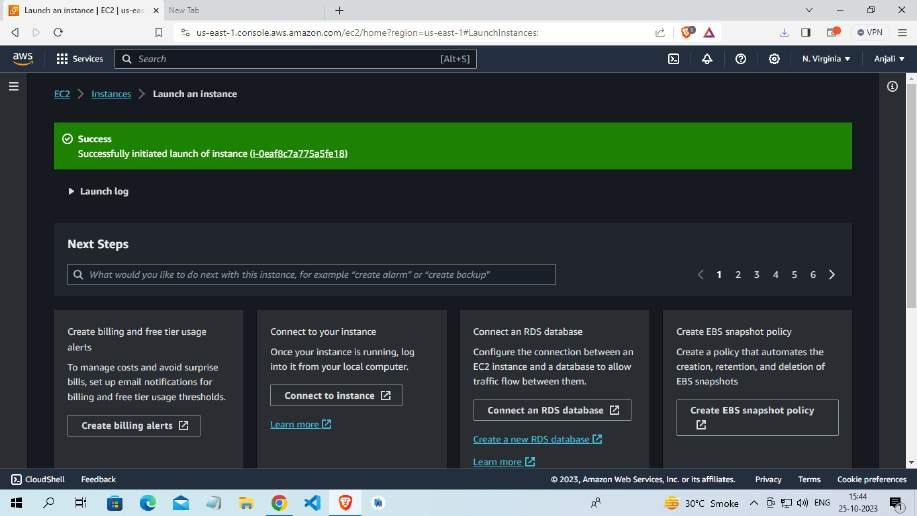 Launch an instance | EC2 | us-eas
New Tab
us-east-1.console.aws.amazon.com/ec2/home?region=us-east-1#LaunchInstances:
VPN
aws
Services
Search
[Alt+S]
N. Virginia
Anjali
EC2
Instances
Launch an instance
Success
Successfully initiated launch of instance (i-0eaf8c7a775a5fe18)
Launch log
Next Steps
What would you like to do next with this instance, for example “create alarm” or “create backup”
1 2 3 4 5 6
Create billing and free tier usage
alerts
To manage costs and avoid surprise
bills, set up email notifications for
billing and free tier usage thresholds.
Create billing alerts
Connect to your instance
Once your instance is running, log
into it from your local computer.
Connect to instance
Learn more
Connect an RDS database
Configure the connection between an
EC2 instance and a database to allow
traffic flow between them.
Connect an RDS database
Create a new RDS database
Learn more
Create EBS snapshot policy
Create a policy that automates the
creation, retention, and deletion of
EBS snapshots
Create EBS snapshot policy
CloudShell
Feedback
© 2023, Amazon Web Services, Inc. or its affiliates.
Privacy
Terms
Cookie preferences
30°C Smoke
ENG
15:44
25-10-2023